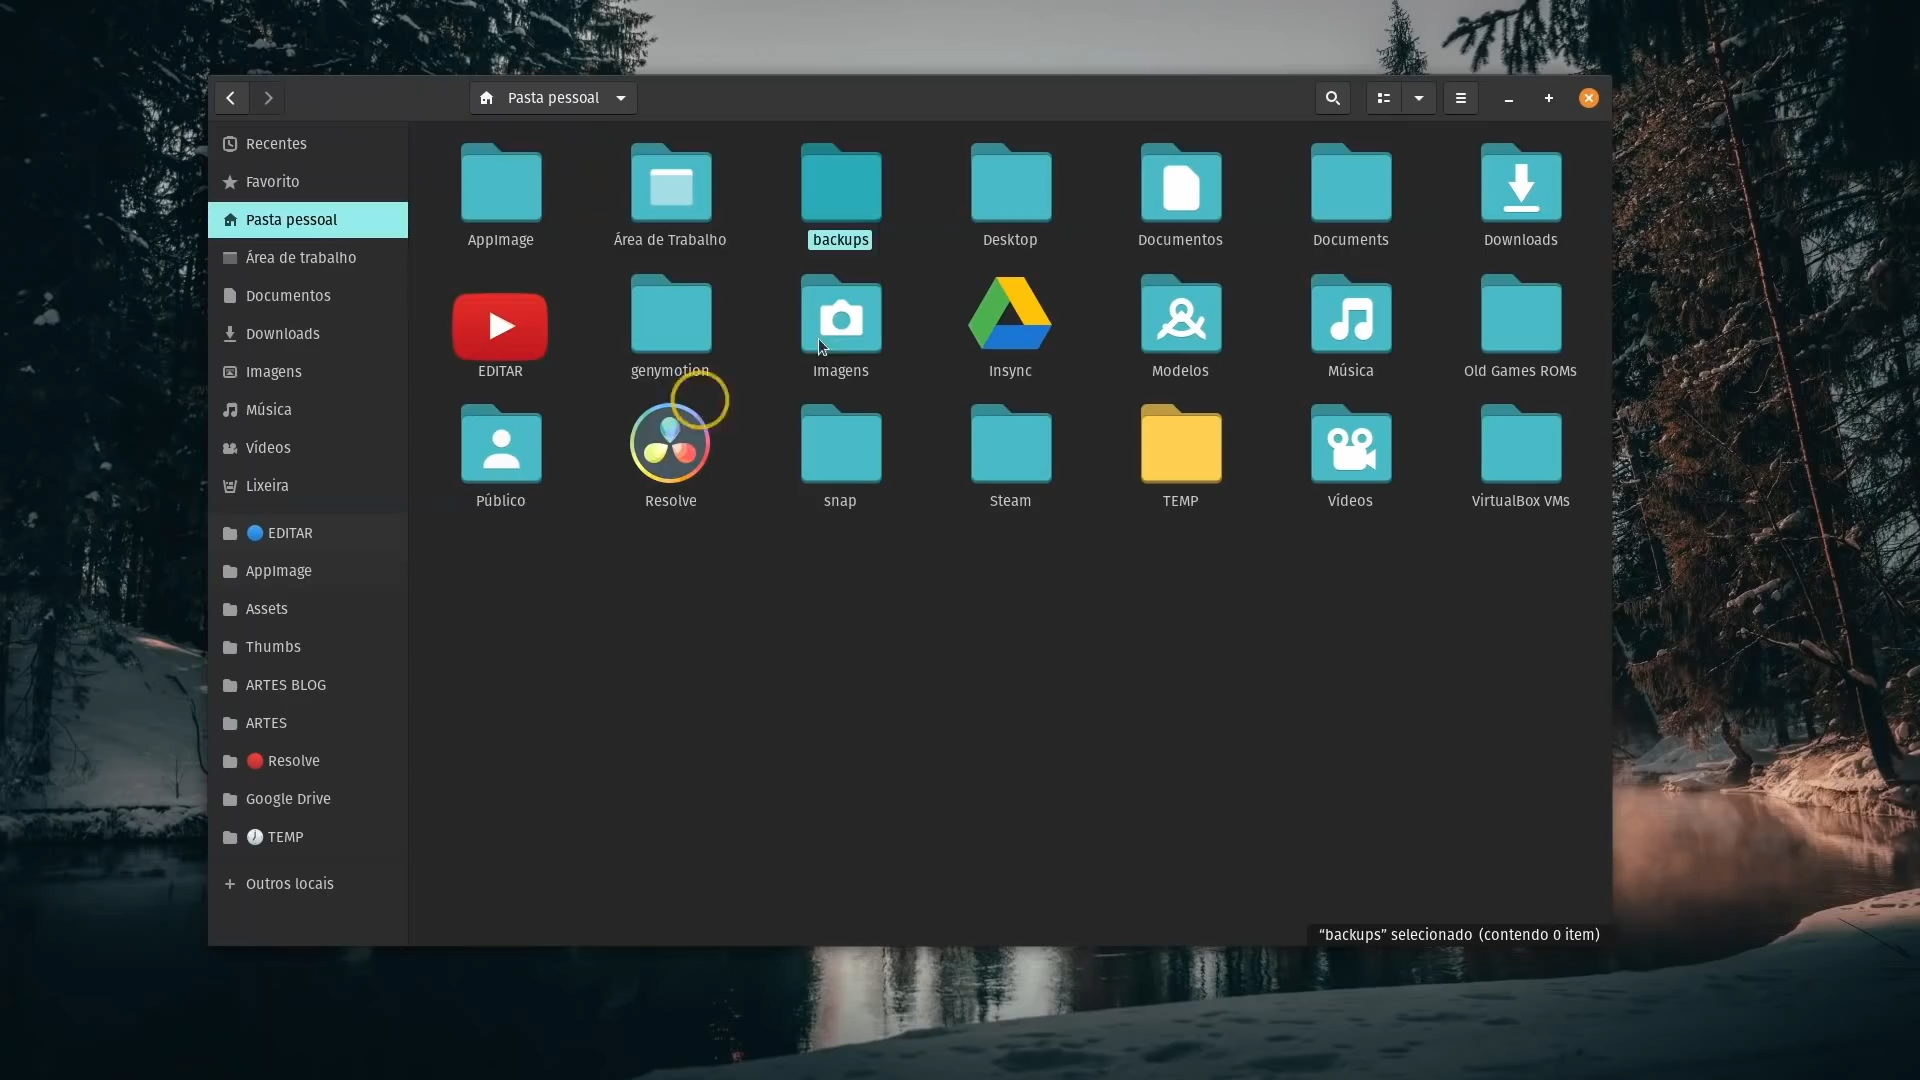 Pasta pessoal
Recentes
Favorito
Pasta pessoal
Área de trabalho
Documentos
Downloads
Imagens
Música
Vídeos
Lixeira
EDITAR
AppImage
Assets
Thumbs
ARTES BLOG
ARTES
Resolve
Google Drive
TEMP
Outros locais
AppImage
Área de Trabalho
backups
Desktop
Documentos
Documents
Downloads
EDITAR
genymotion
Imagens
Insync
Modelos
Música
Old Games ROMs
Público
Resolve
snap
Steam
TEMP
Vídeos
VirtualBox VMs
“backups” selecionado (contendo 0 item)